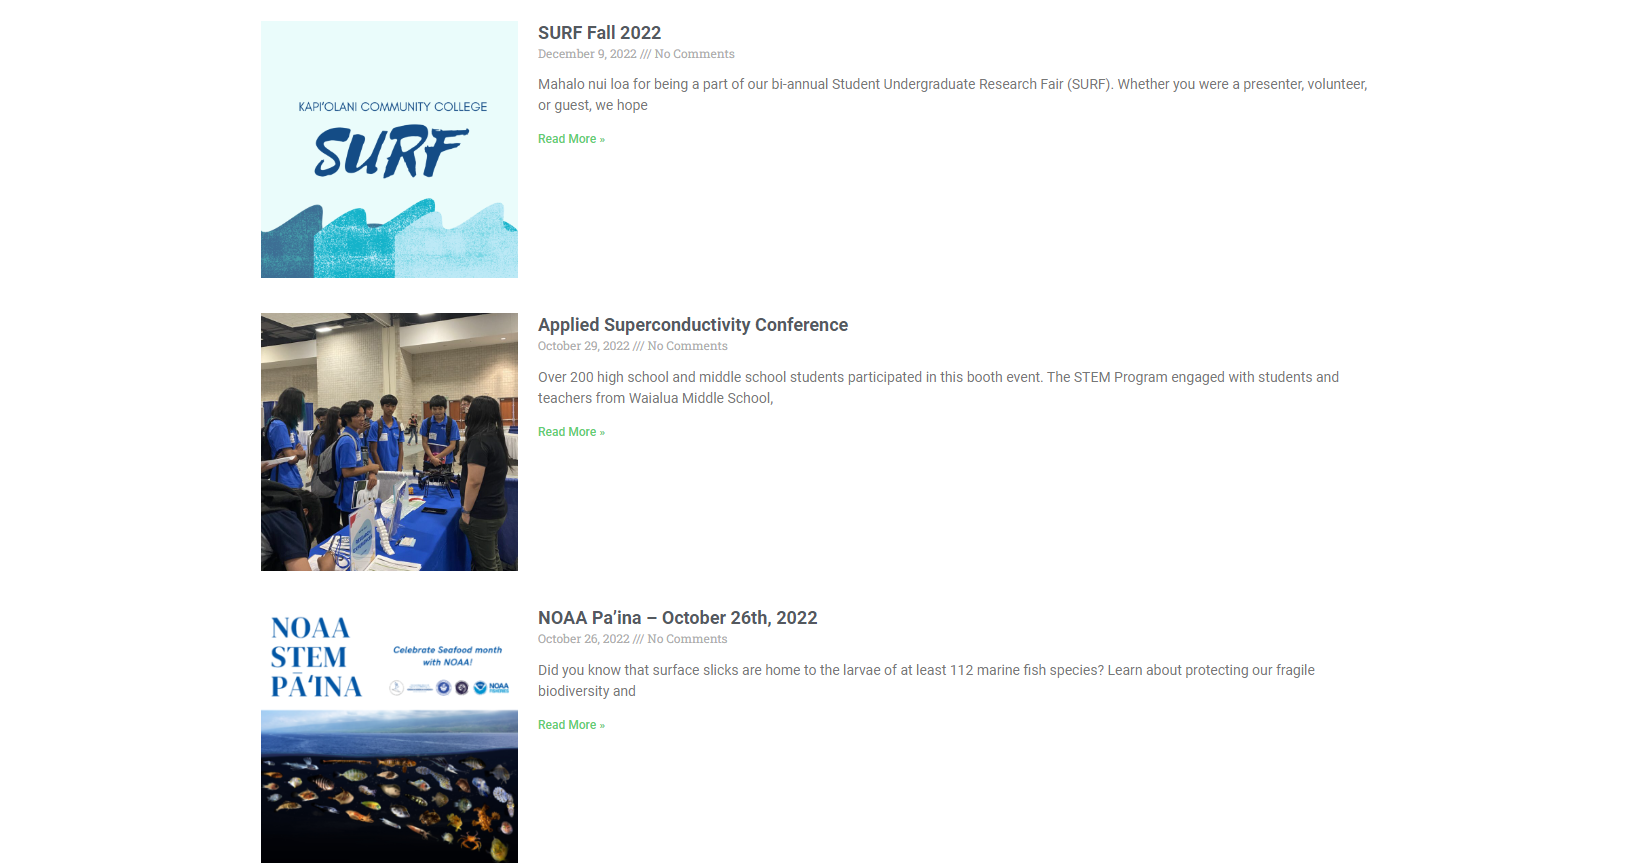 KAPI‘OLANI COMMUNITY COLLEGE
SURF
SURF Fall 2022
December 9, 2022 /// No Comments
Mahalo nui loa for being a part of our bi-annual Student Undergraduate Research Fair (SURF). Whether you were a presenter, volunteer,
or guest, we hope
Read More »
Applied Superconductivity Conference
October 29, 2022 /// No Comments
Over 200 high school and middle school students participated in this booth event. The STEM Program engaged with students and
teachers from Waialua Middle School,
Read More »
NOAA
STEM
PĀ‘INA
Celebrate Seafood month
with NOAA!
NOAA
FISHERIES
NOAA Pa’ina – October 26th, 2022
October 26, 2022 /// No Comments
Did you know that surface slicks are home to the larvae of at least 112 marine fish species? Learn about protecting our fragile
biodiversity and
Read More »